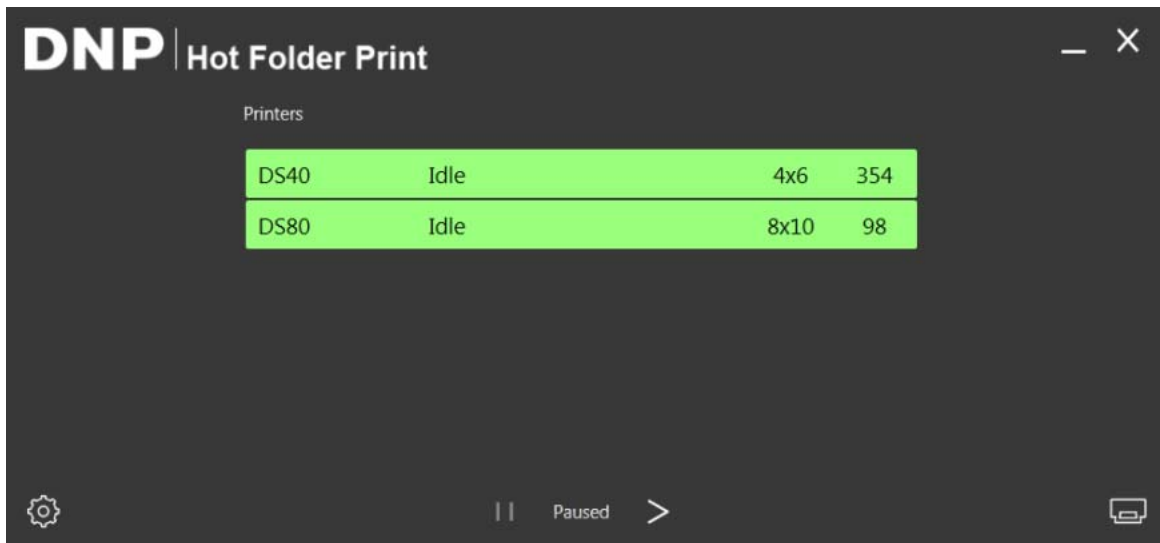 DNP Hot Folder Print
Printers
DS40 Idle 4x6 354
DS80 Idle 8x10 98
Paused